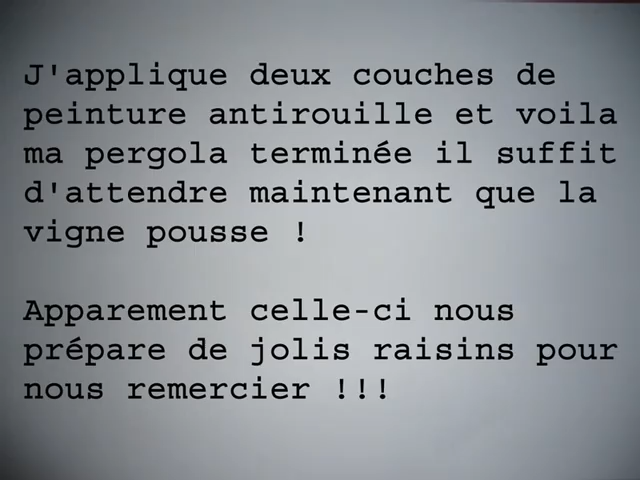 J'applique deux couches de
peinture antirouille et voila
ma pergola terminée il suffit
d'attendre maintenant que la
vigne pousse !
Apparement celle-ci nous
prépare de jolis raisins pour
nous remercier !!!